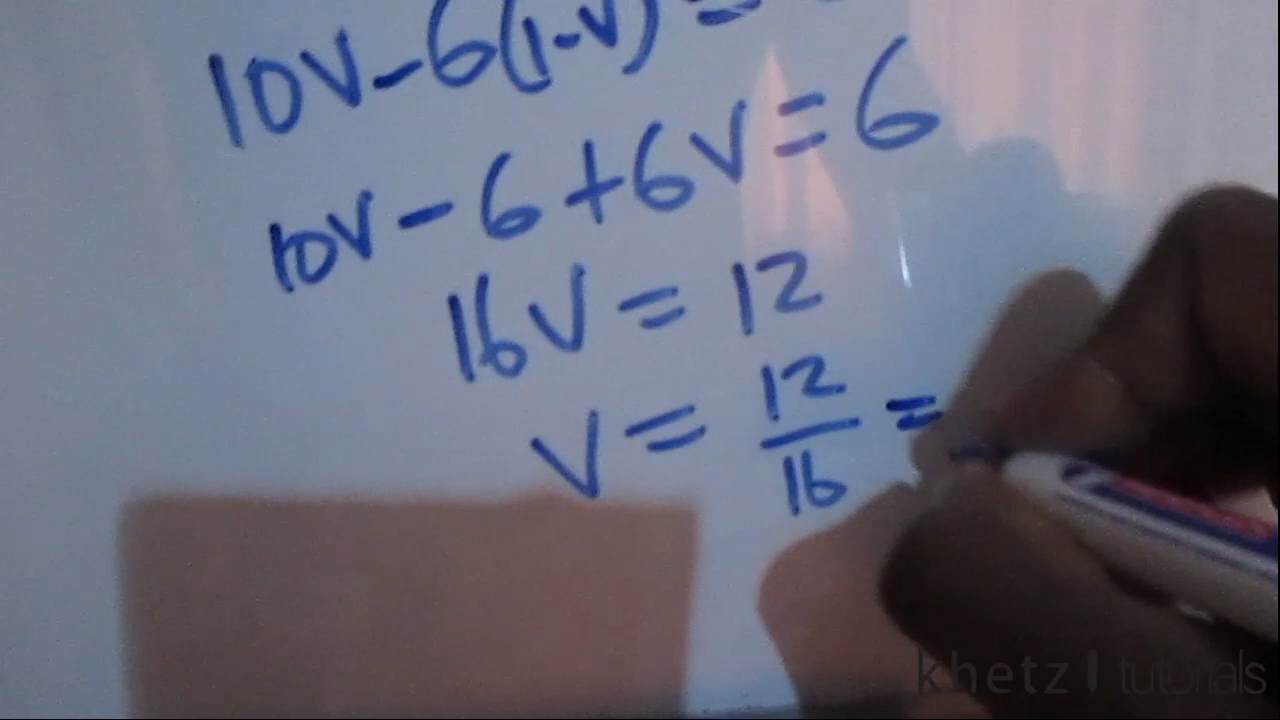 10V-6(1-V)=
10V-6+6V=6
16V=12
V=12/16=
khetz | tutorials